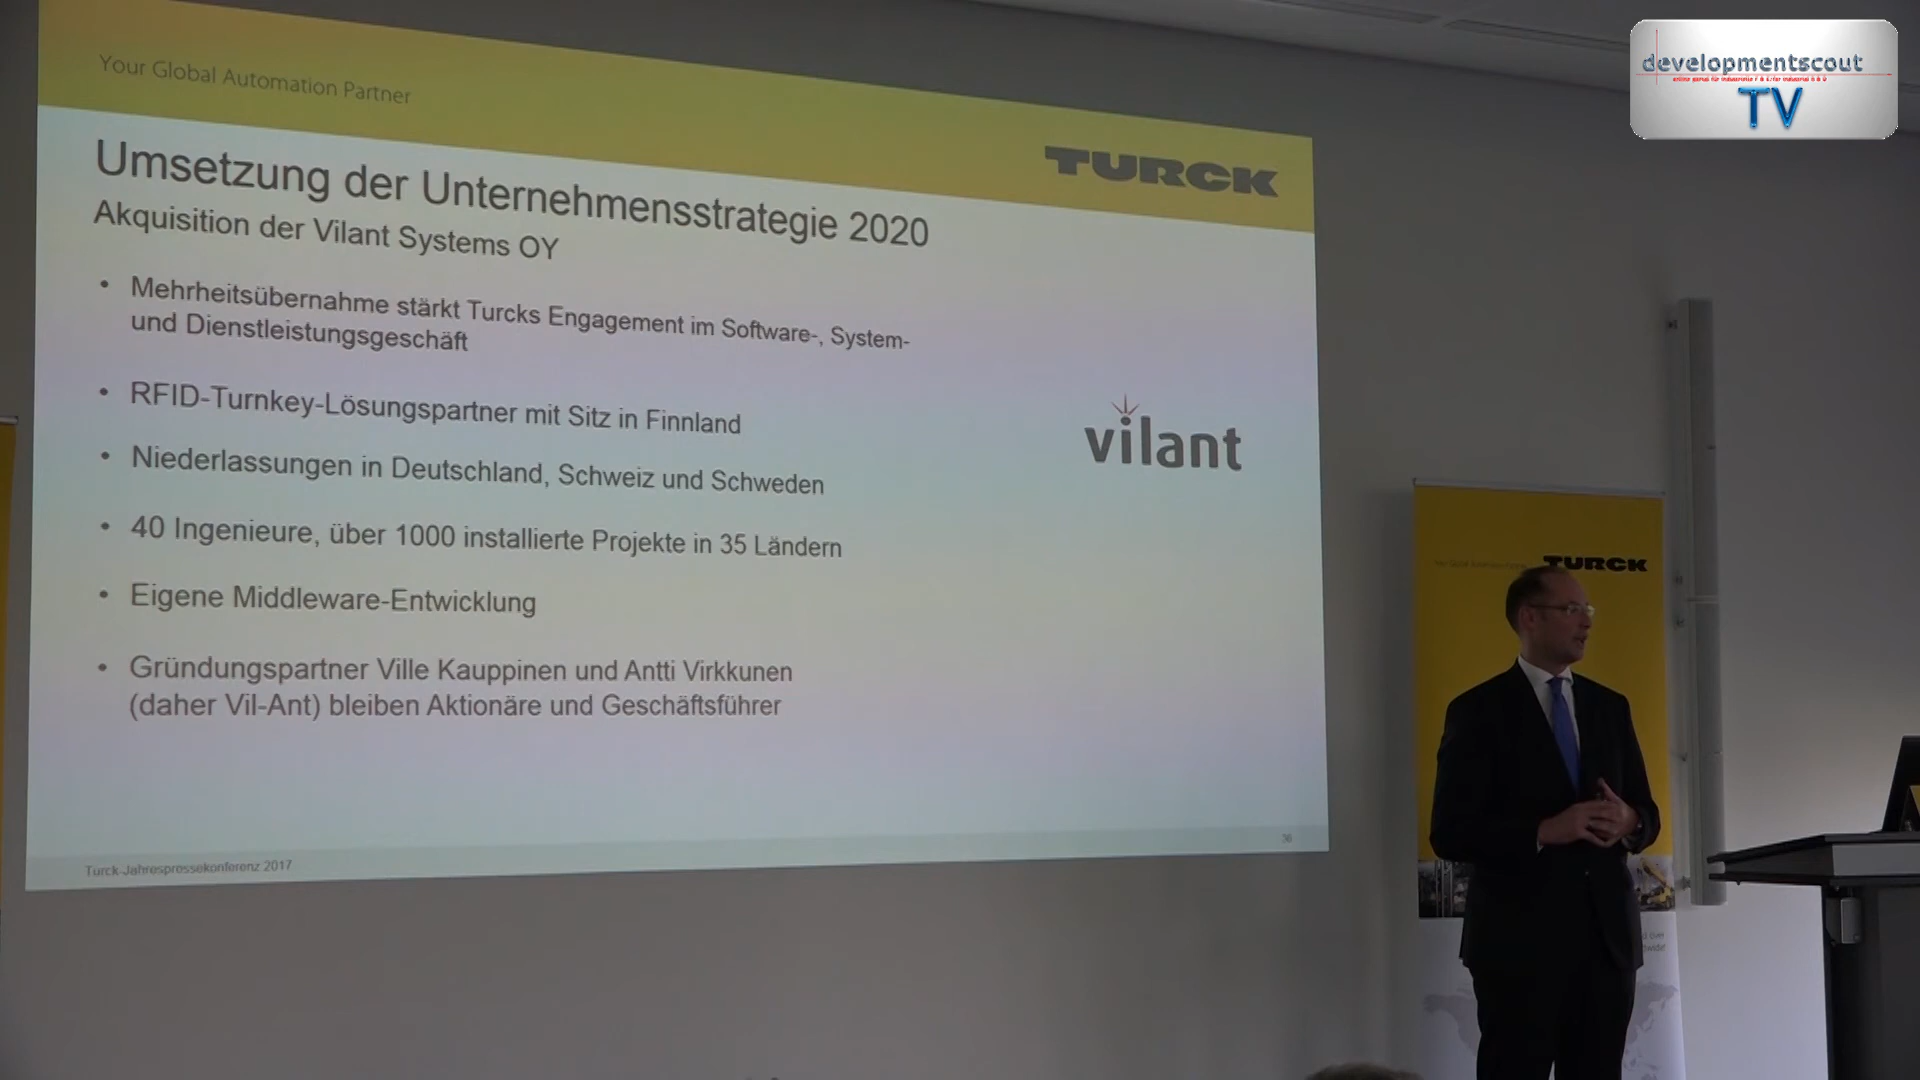 Your Global Automation Partner
TURCK
Umsetzung der Unternehmensstrategie 2020
Akquisition der Vilant Systems OY
• Mehrheitsübernahme stärkt Turcks Engagement im Software-, System-
und Dienstleistungsgeschäft
• RFID-Turnkey-Lösungspartner mit Sitz in Finnland
• Niederlassungen in Deutschland, Schweiz und Schweden
• 40 Ingenieure, über 1000 installierte Projekte in 35 Ländern
• Eigene Middleware-Entwicklung
• Gründungspartner Ville Kauppinen und Antti Virkkunen
(daher Vil-Ant) bleiben Aktionäre und Geschäftsführer
vilant
Turck-Jahrespressekonferenz 2017
developmentscout
TV
TURCK